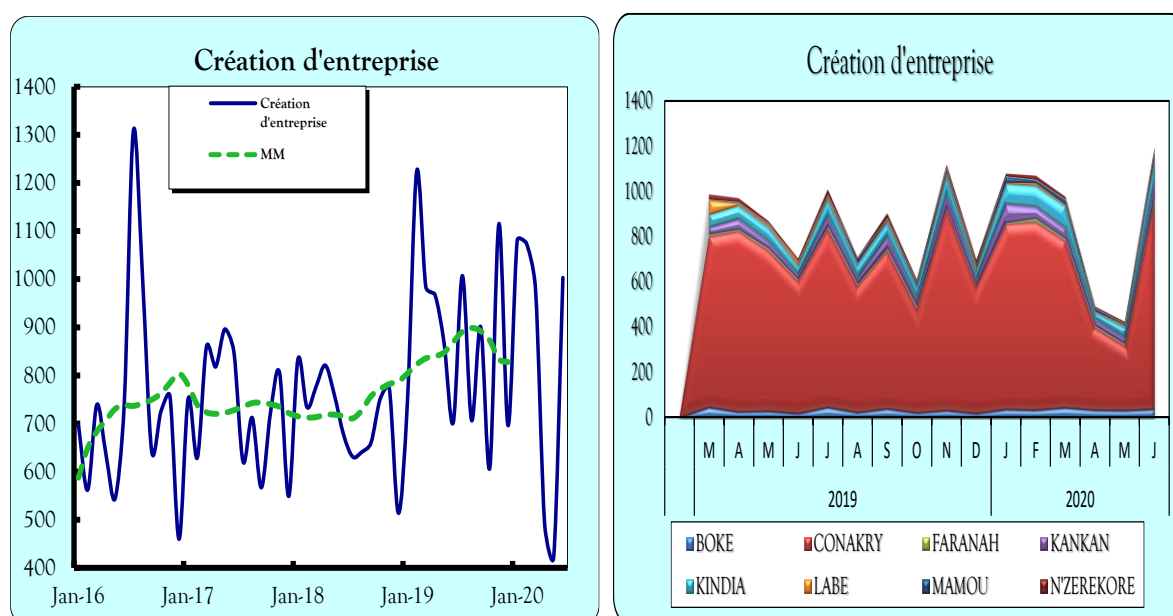 Création d'entreprise
1400
1300
1200
1100
1000
900
800
700
600
500
400
Création
d'entreprise
MM
Jan-16 Jan-17 Jan-18 Jan-19 Jan-20
Création d'entreprise
1400
1200
1000
800
600
400
200
0
M A M J J A S O N D J F M A M J
2019 2020
BOKE CONAKRY FARANAH KANKAN
KINDIA LABE MAMOU N'ZEREKORE